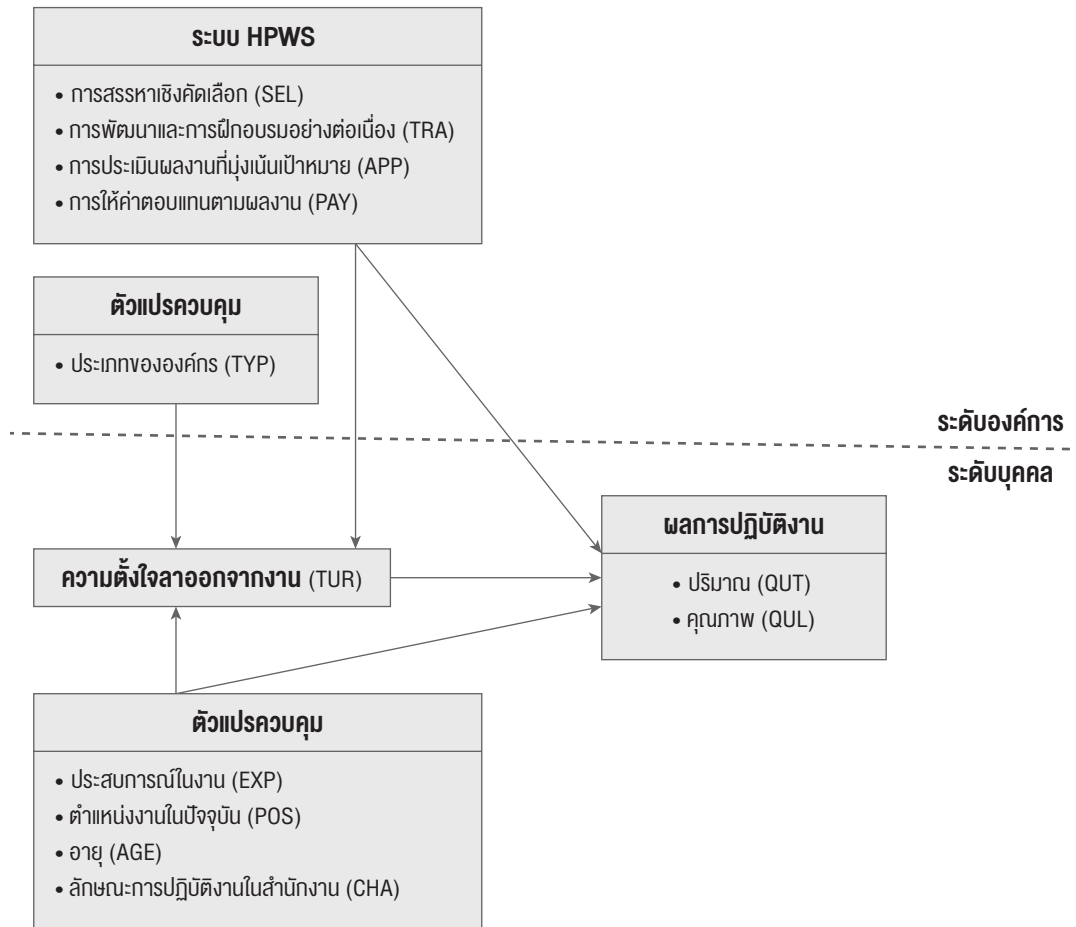 ระบบ HPWS
• การสรรหาเชิงคัดเลือก (SEL)
• การพัฒนาและการฝึกอบรมอย่างต่อเนื่อง (TRA)
• การประเมินผลงานที่มุ่งเน้นเป้าหมาย (APP)
• การให้ค่าตอบแทนตามผลงาน (PAY)
ตัวแปรควบคุม
• ประเภทขององค์กร (TYP)
ระดับองค์การ
ระดับบุคคล
ผลการปฏิบัติงาน
• ปริมาณ (QUT)
• คุณภาพ (QUL)
ความตั้งใจลาออกจากงาน (TUR)
ตัวแปรควบคุม
• ประสบการณ์ในงาน (EXP)
• ตำแหน่งงานในปัจจุบัน (POS)
• อายุ (AGE)
• ลักษณะการปฏิบัติงานในสำนักงาน (CHA)